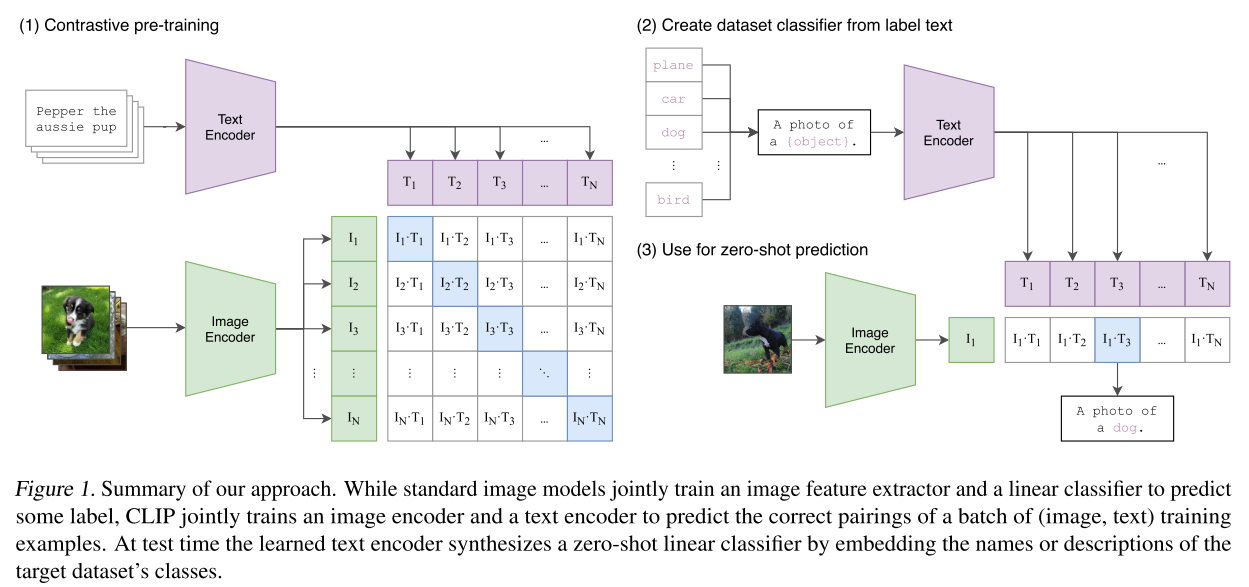 (1) Contrastive pre-training
Pepper the
aussie pup
Text
Encoder
...
T1 T2 T3 ... TN
Image
Encoder
I1 I1·T1 I1·T2 I1·T3 ... I1·TN
I2 I2·T1 I2·T2 I2·T3 ... I2·TN
I3 I3·T1 I3·T2 I3·T3 ... I3·TN
⋮ ⋮ ⋮ ⋮ ⋮ ⋱ ⋮
IN IN·T1 IN·T2 IN·T3 ... IN·TN
(2) Create dataset classifier from label text
plane
car
dog
⋮ ⋮
bird
A photo of
a {object}.
Text
Encoder
...
(3) Use for zero-shot prediction
T1 T2 T3 ... TN
Image
Encoder
I1 I1·T1 I1·T2 I1·T3 ... I1·TN
A photo of
a dog.
Figure 1. Summary of our approach. While standard image models jointly train an image feature extractor and a linear classifier to predict
some label, CLIP jointly trains an image encoder and a text encoder to predict the correct pairings of a batch of (image, text) training
examples. At test time the learned text encoder synthesizes a zero-shot linear classifier by embedding the names or descriptions of the
target dataset's classes.